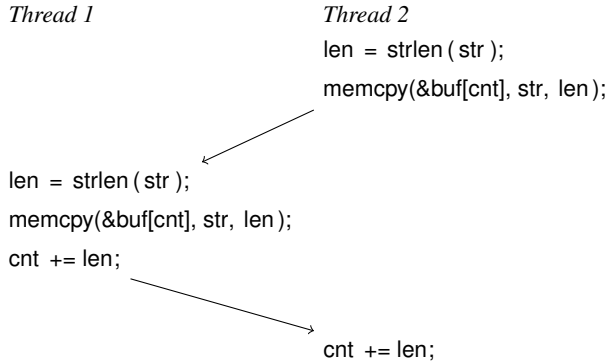 Thread 1 Thread 2
len = strlen ( str );
memcpy(&buf[cnt], str, len );
len = strlen ( str );
memcpy(&buf[cnt], str, len );
cnt += len;
cnt += len;